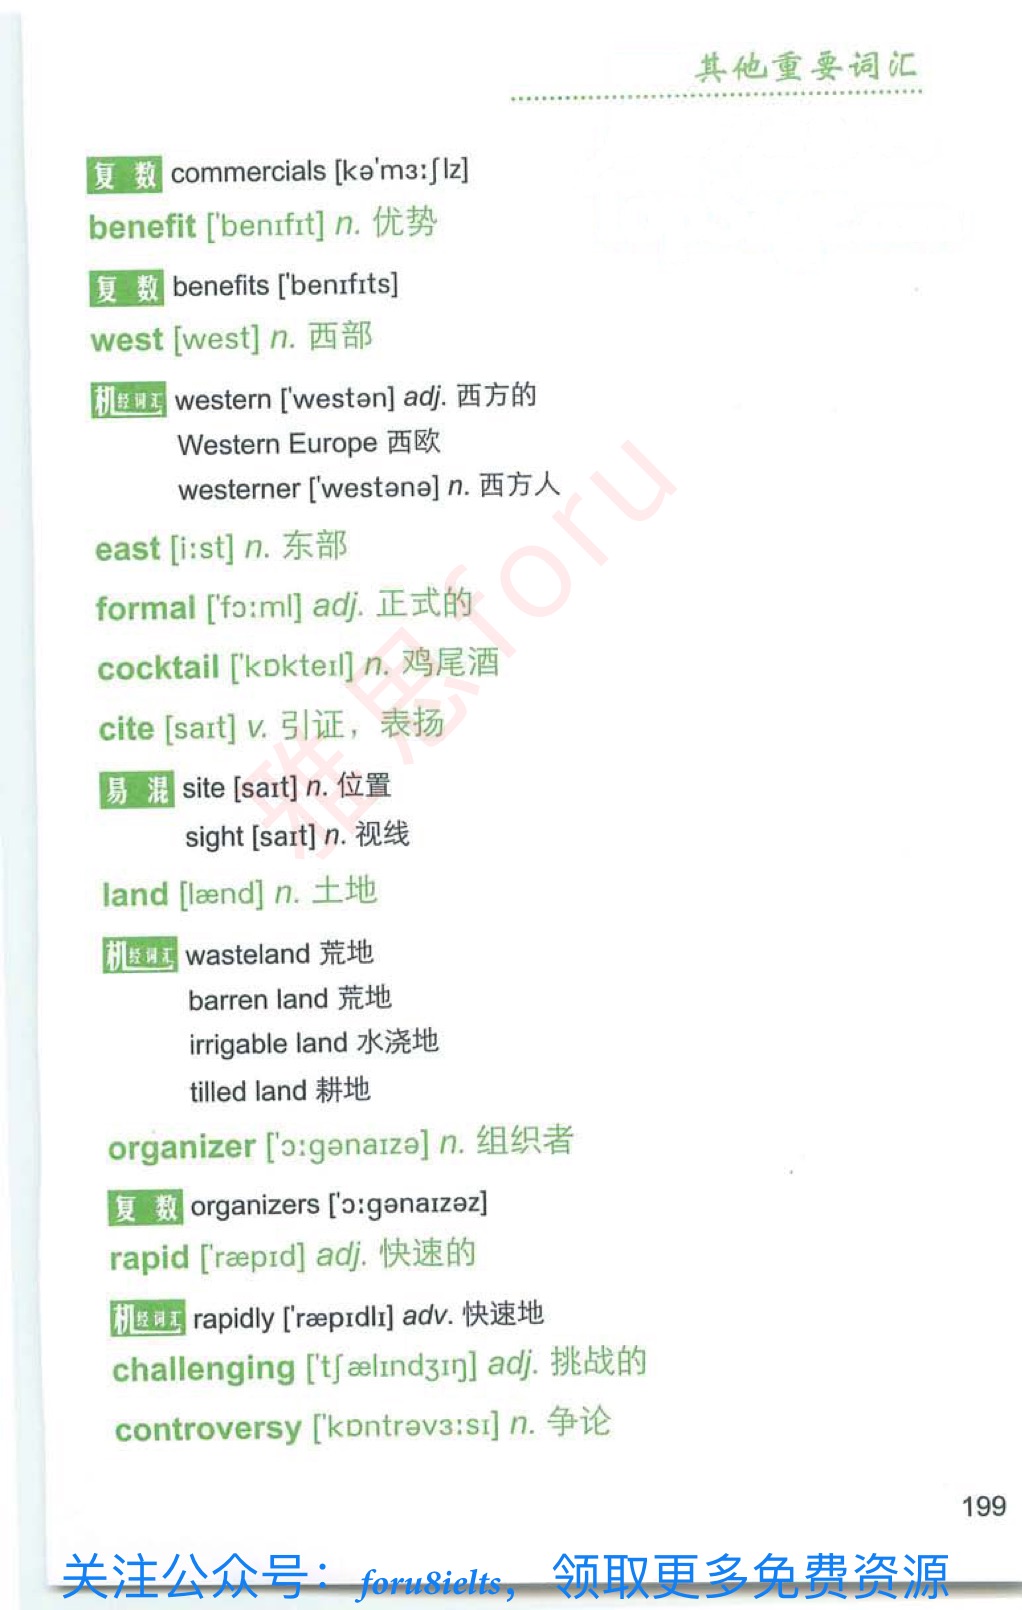 其他重要词汇
复数 commercials [kə'mɜːʃlz]
benefit ['benɪfɪt] n. 优势
复数 benefits ['benɪfɪts]
west [west] n. 西部
机经词汇 western ['westən] adj. 西方的
Western Europe 西欧
westerner ['westənə] n. 西方人
east [iːst] n. 东部
formal ['fɔːml] adj. 正式的
cocktail ['kɒkteɪl] n. 鸡尾酒
cite [saɪt] v. 引证，表扬
易混 site [saɪt] n. 位置
sight [saɪt] n. 视线
land [lænd] n. 土地
机经词汇 wasteland 荒地
barren land 荒地
irrigable land 水浇地
tilled land 耕地
organizer ['ɔːgənaɪzə] n. 组织者
复数 organizers ['ɔːgənaɪzəz]
rapid ['ræpɪd] adj. 快速的
机经词汇 rapidly ['ræpɪdlɪ] adv. 快速地
challenging ['tʃælɪndʒɪŋ] adj. 挑战的
controversy ['kɒntrəvɜːsɪ] n. 争论
199
雅思foru
关注公众号：foru8ielts，领取更多免费资源